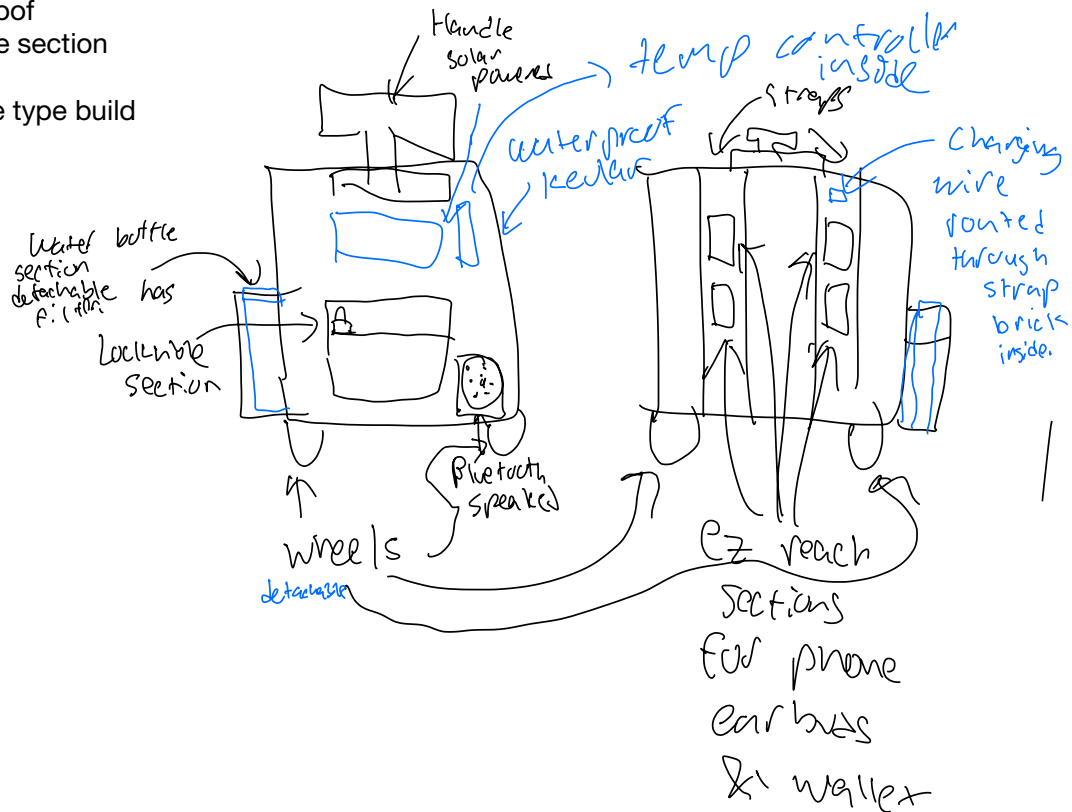 oof
e section
e type build
Handle
solar
powered
temp controller
inside
waterproof
kevlar
straps
Charging
wire
routed
through
strap
brick
inside.
Water bottle
section
detachable has
Lockable
section
Bluetooth
speaker
wheels
detachable
ez reach
sections
for phone
earbuds
& wallet